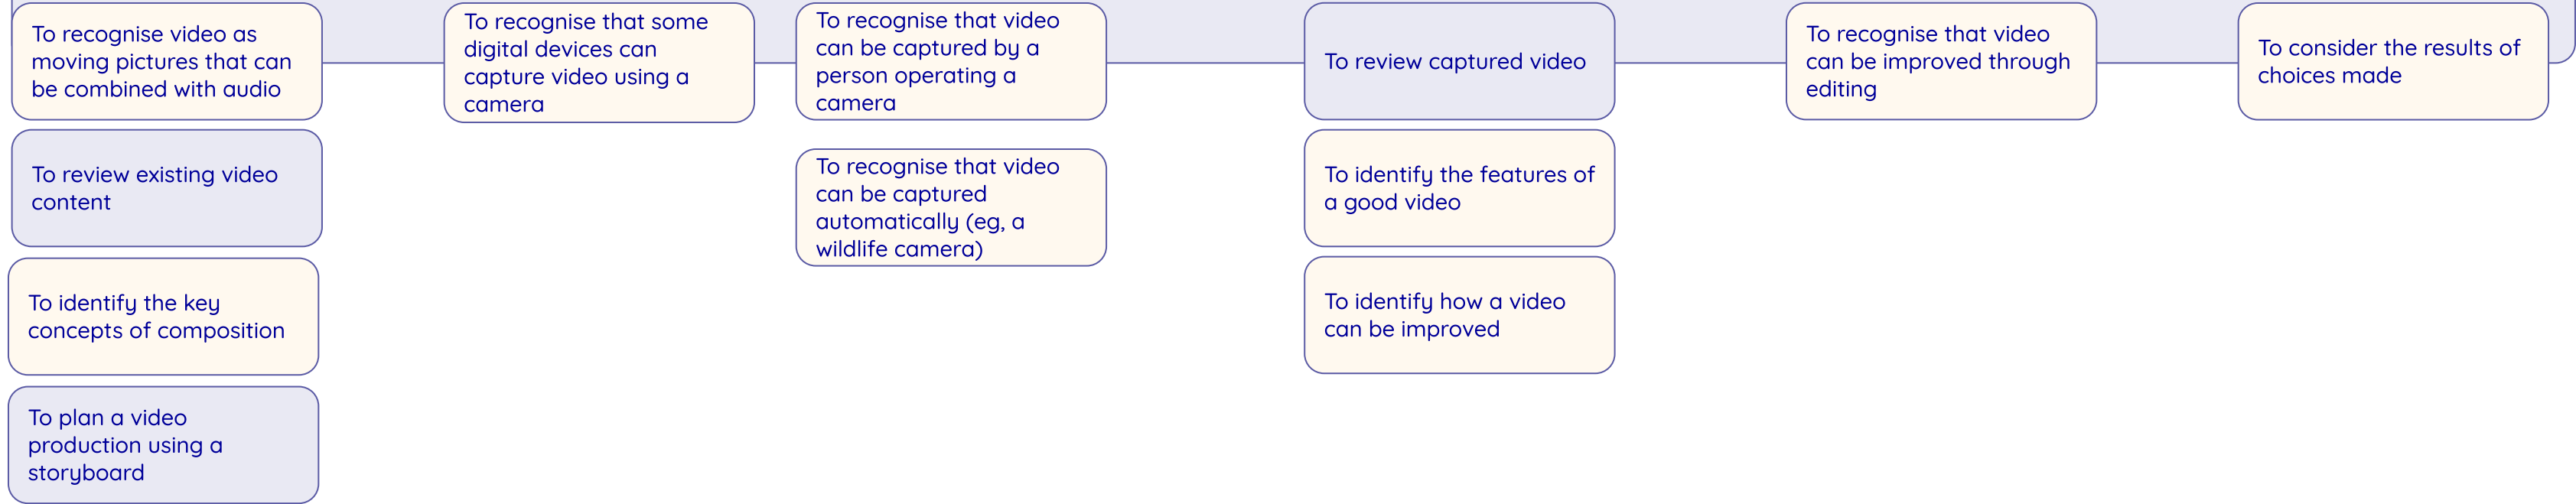 To recognise video as
moving pictures that can
be combined with audio
To review existing video
content
To identify the key
concepts of composition
To plan a video
production using a
storyboard
To recognise that some
digital devices can
capture video using a
camera
To recognise that video
can be captured by a
person operating a
camera
To recognise that video
can be captured
automatically (eg, a
wildlife camera)
To review captured video
To identify the features of
a good video
To identify how a video
can be improved
To recognise that video
can be improved through
editing
To consider the results of
choices made